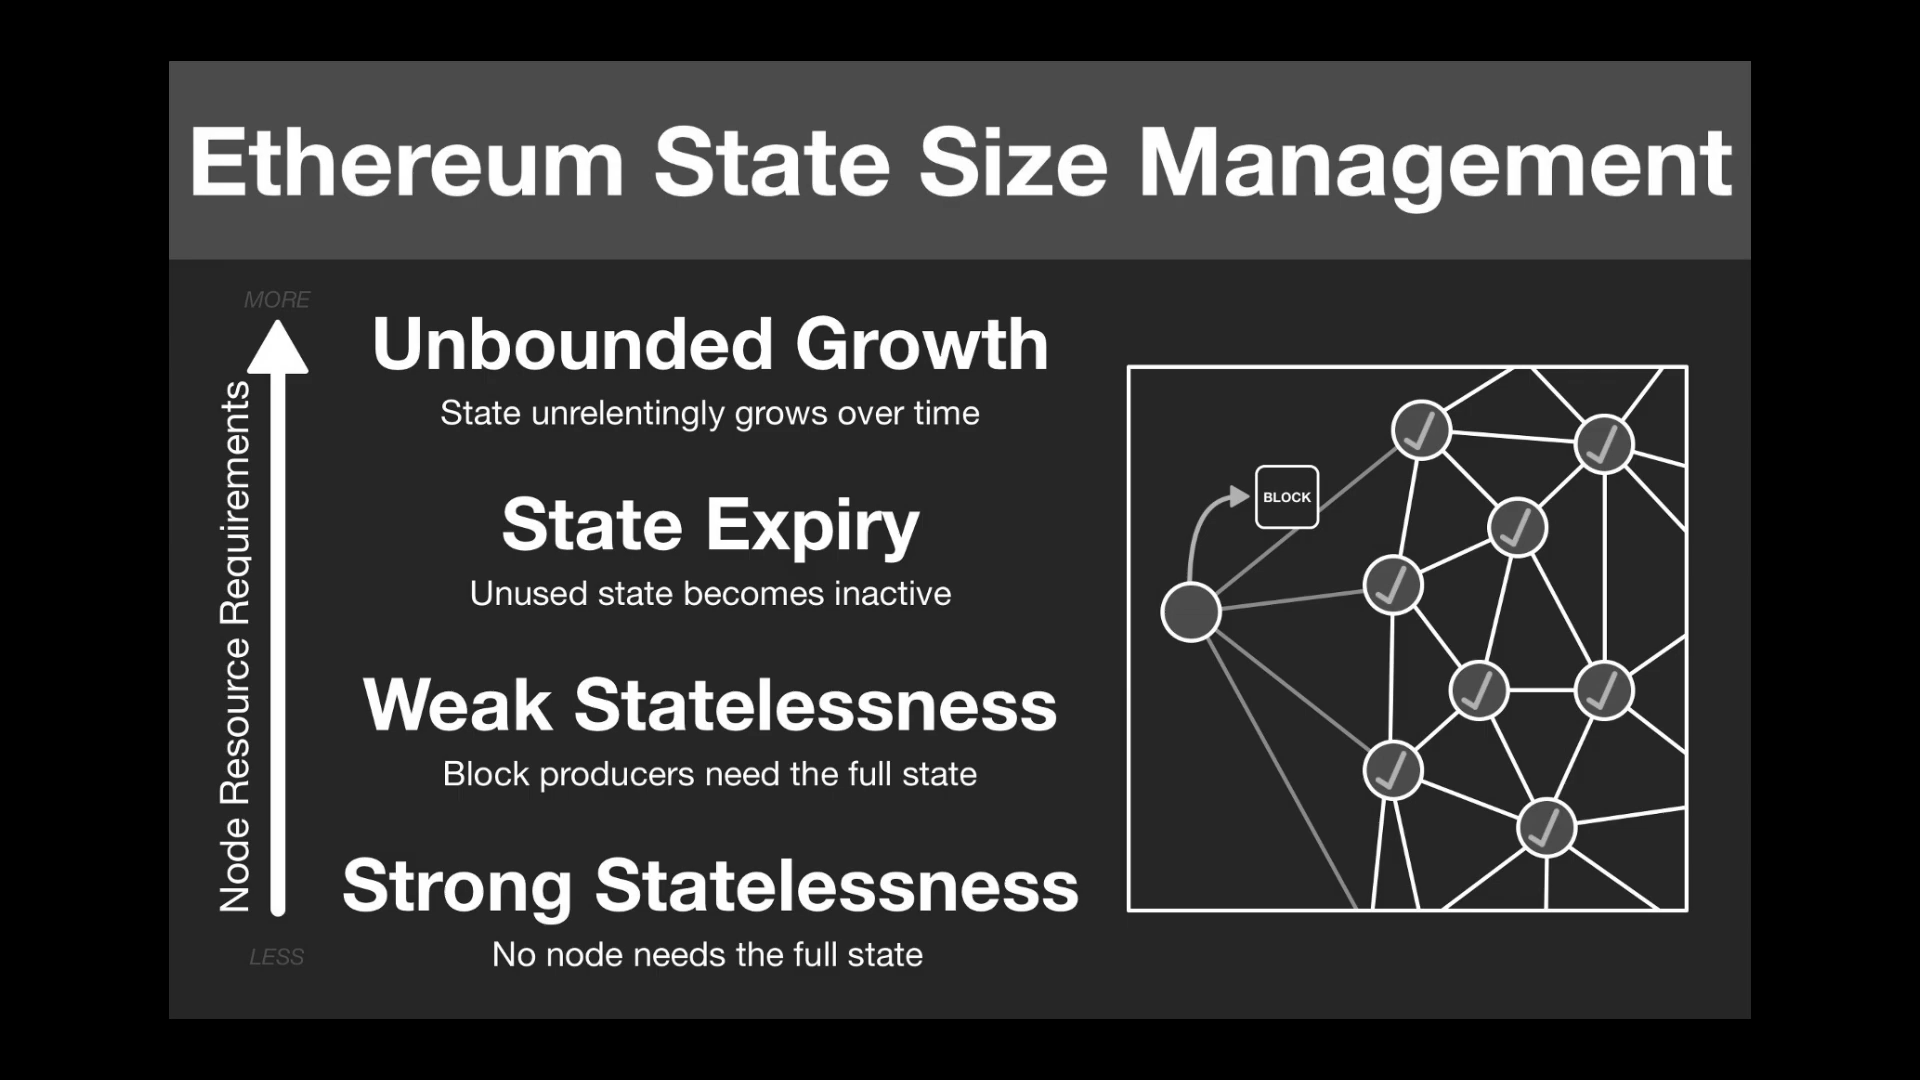 Ethereum State Size Management
MORE
Node Resource Requirements
LESS
Unbounded Growth
State unrelentingly grows over time
State Expiry
Unused state becomes inactive
Weak Statelessness
Block producers need the full state
Strong Statelessness
No node needs the full state
BLOCK